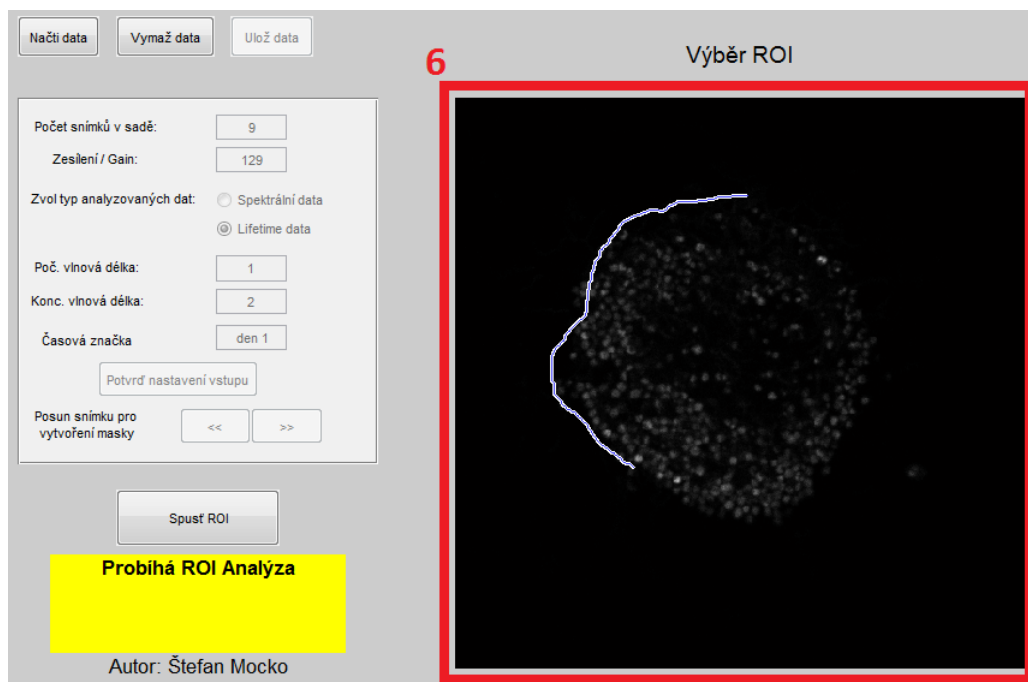 Načti data
Vymaž data
Ulož data
6
Výběr ROI
Počet snímků v sadě:
9
Zesílení / Gain:
129
Zvol typ analyzovaných dat:
Spektrální data
Lifetime data
Poč. vlnová délka:
1
Konc. vlnová délka:
2
Časová značka
den 1
Potvrď nastavení vstupu
Posun snímku pro
vytvoření masky
<<
>>
Spusť ROI
Probíhá ROI Analýza
Autor: Štefan Mocko